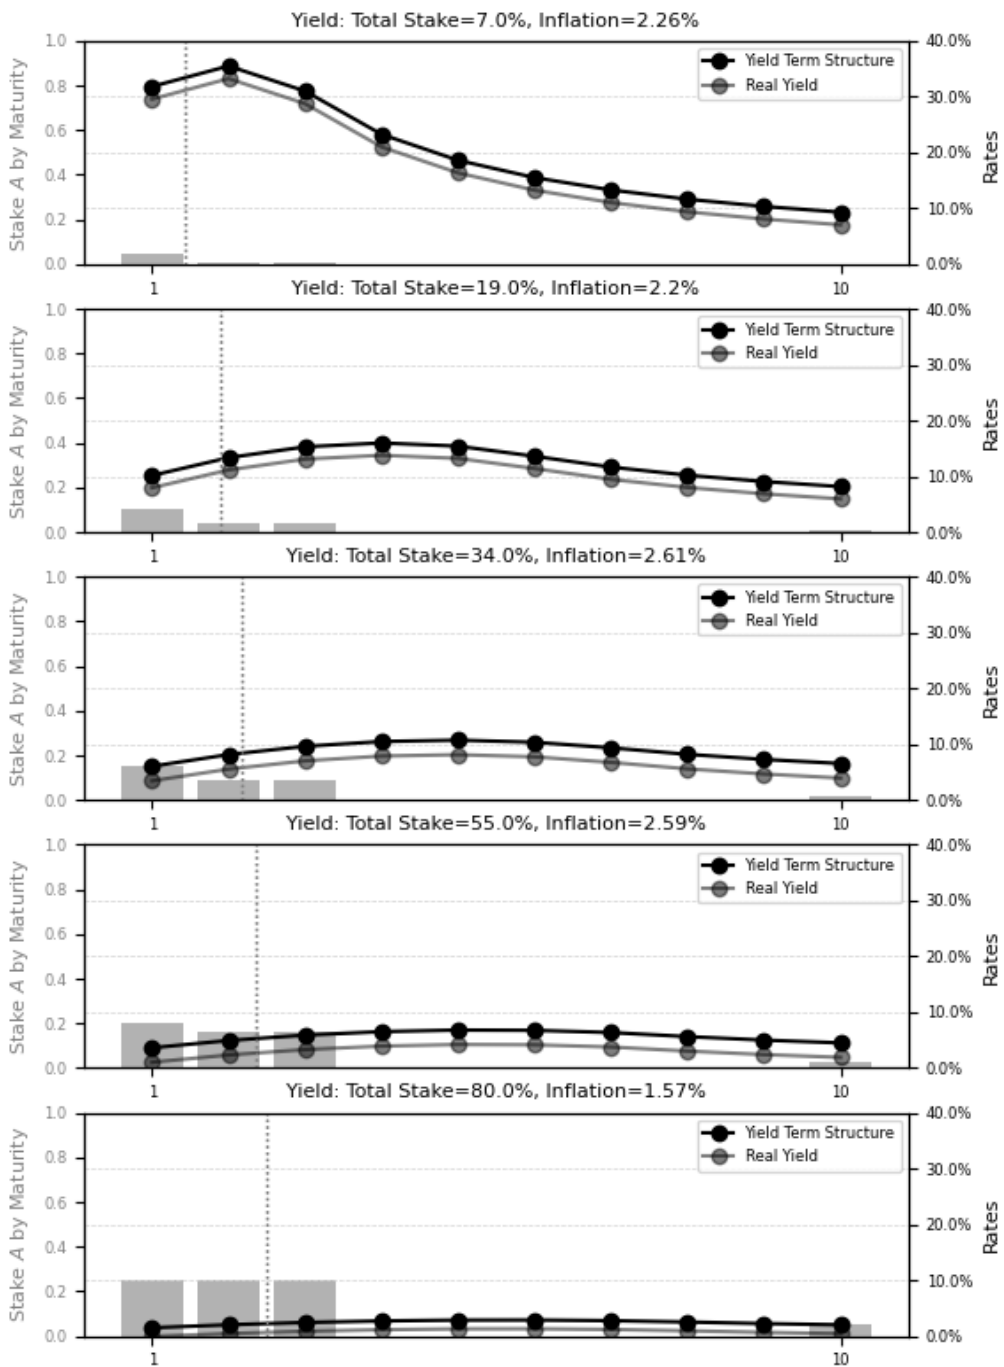 Yield: Total Stake=7.0%, Inflation=2.26%
1.0
0.8
0.6
0.4
0.2
0.0
Stake A by Maturity
Yield Term Structure
Real Yield
40.0%
30.0%
20.0%
10.0%
0.0%
Rates
1
10
Yield: Total Stake=19.0%, Inflation=2.2%
1.0
0.8
0.6
0.4
0.2
0.0
Stake A by Maturity
Yield Term Structure
Real Yield
40.0%
30.0%
20.0%
10.0%
0.0%
Rates
1
10
Yield: Total Stake=34.0%, Inflation=2.61%
1.0
0.8
0.6
0.4
0.2
0.0
Stake A by Maturity
Yield Term Structure
Real Yield
40.0%
30.0%
20.0%
10.0%
0.0%
Rates
1
10
Yield: Total Stake=55.0%, Inflation=2.59%
1.0
0.8
0.6
0.4
0.2
0.0
Stake A by Maturity
Yield Term Structure
Real Yield
40.0%
30.0%
20.0%
10.0%
0.0%
Rates
1
10
Yield: Total Stake=80.0%, Inflation=1.57%
1.0
0.8
0.6
0.4
0.2
0.0
Stake A by Maturity
Yield Term Structure
Real Yield
40.0%
30.0%
20.0%
10.0%
0.0%
Rates
1
10